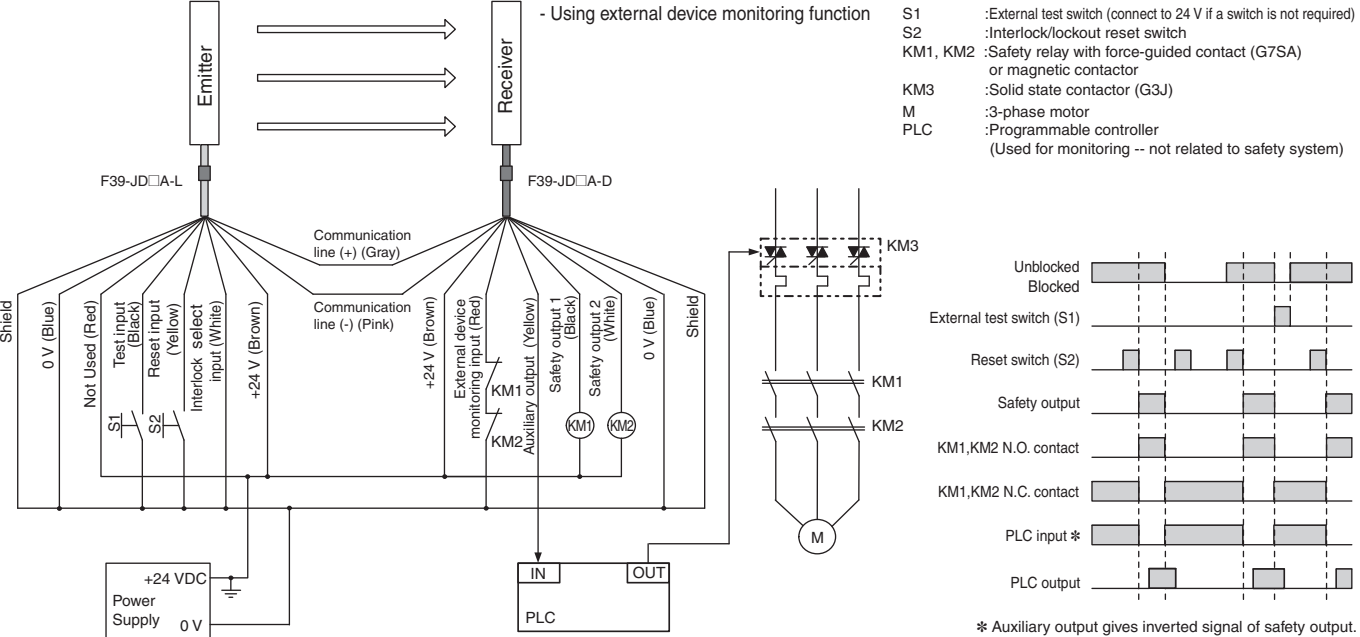 - Using external device monitoring function
S1 :External test switch (connect to 24 V if a switch is not required)
S2 :Interlock/lockout reset switch
KM1, KM2 :Safety relay with force-guided contact (G7SA)
or magnetic contactor
KM3 :Solid state contactor (G3J)
M :3-phase motor
PLC :Programmable controller
(Used for monitoring -- not related to safety system)
Emitter
Receiver
F39-JD□A-L
F39-JD□A-D
Communication
line (+) (Gray)
Communication
line (-) (Pink)
Shield
0 V (Blue)
Not Used (Red)
Test input
(Black)
Reset input
(Yellow)
Interlock select
input (White)
+24 V (Brown)
+24 V (Brown)
External device
monitoring input (Red)
Auxiliary output (Yellow)
Safety output 1
(Black)
Safety output 2
(White)
0 V (Blue)
Shield
S1
S2
KM1
KM2
KM1
KM2
+24 VDC
Power
Supply
0 V
IN
OUT
PLC
KM3
KM1
KM2
M
Unblocked
Blocked
External test switch (S1)
Reset switch (S2)
Safety output
KM1,KM2 N.O. contact
KM1,KM2 N.C. contact
PLC input ✻
PLC output
✻ Auxiliary output gives inverted signal of safety output.